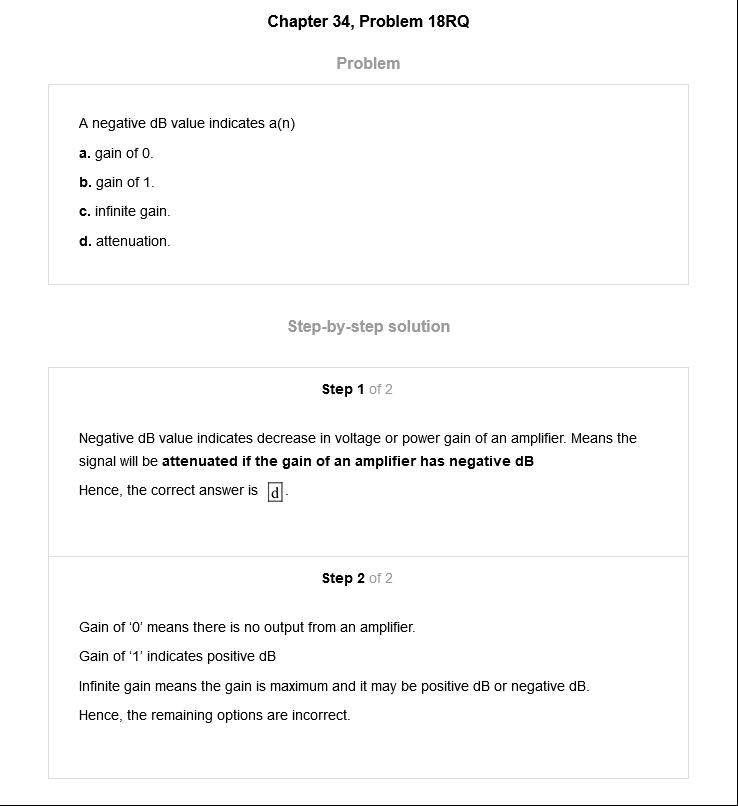 Chapter 34, Problem 18RQ
Problem
A negative dB value indicates a(n)
a. gain of 0.
b. gain of 1.
c. infinite gain.
d. attenuation.
Step-by-step solution
Step 1 of 2
Negative dB value indicates decrease in voltage or power gain of an amplifier. Means the
signal will be attenuated if the gain of an amplifier has negative dB
Hence, the correct answer is d.
Step 2 of 2
Gain of ‘0’ means there is no output from an amplifier.
Gain of ‘1’ indicates positive dB
Infinite gain means the gain is maximum and it may be positive dB or negative dB.
Hence, the remaining options are incorrect.